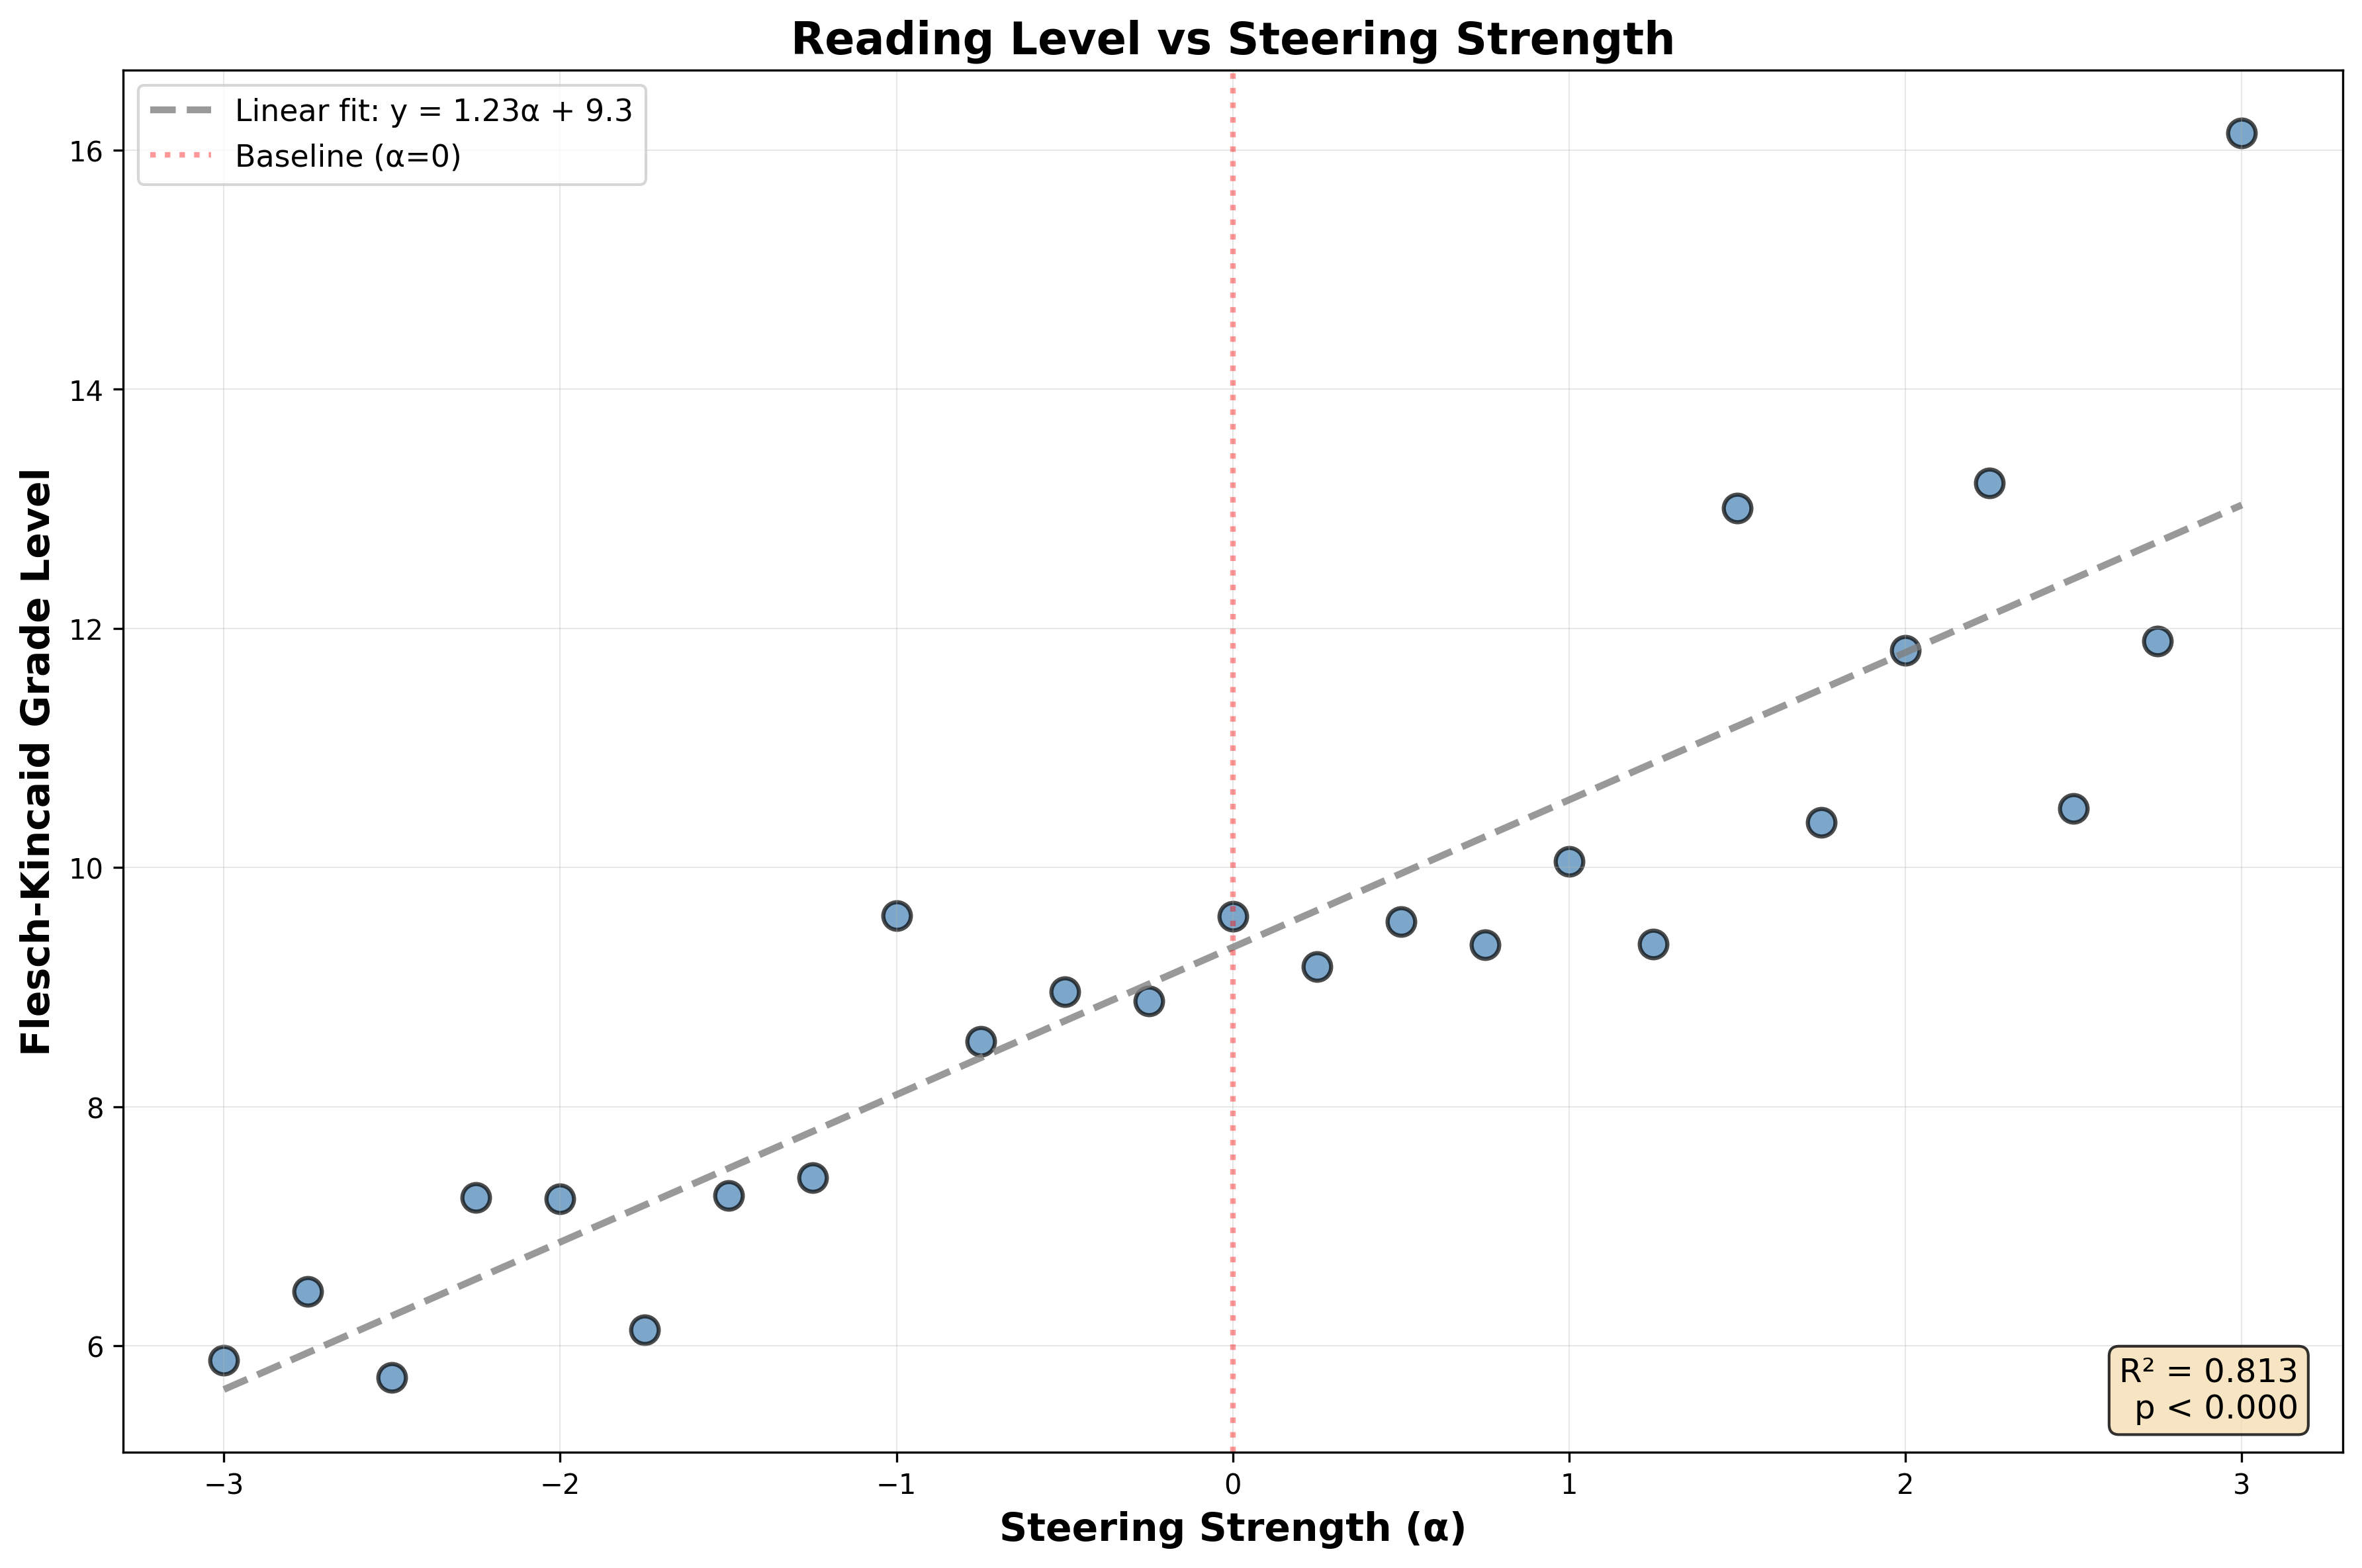 Reading Level vs Steering Strength
Linear fit: y = 1.23α + 9.3
Baseline (α=0)
Flesch-Kincaid Grade Level
16
14
12
10
8
6
R² = 0.813
p < 0.000
−3
−2
−1
0
1
2
3
Steering Strength (α)